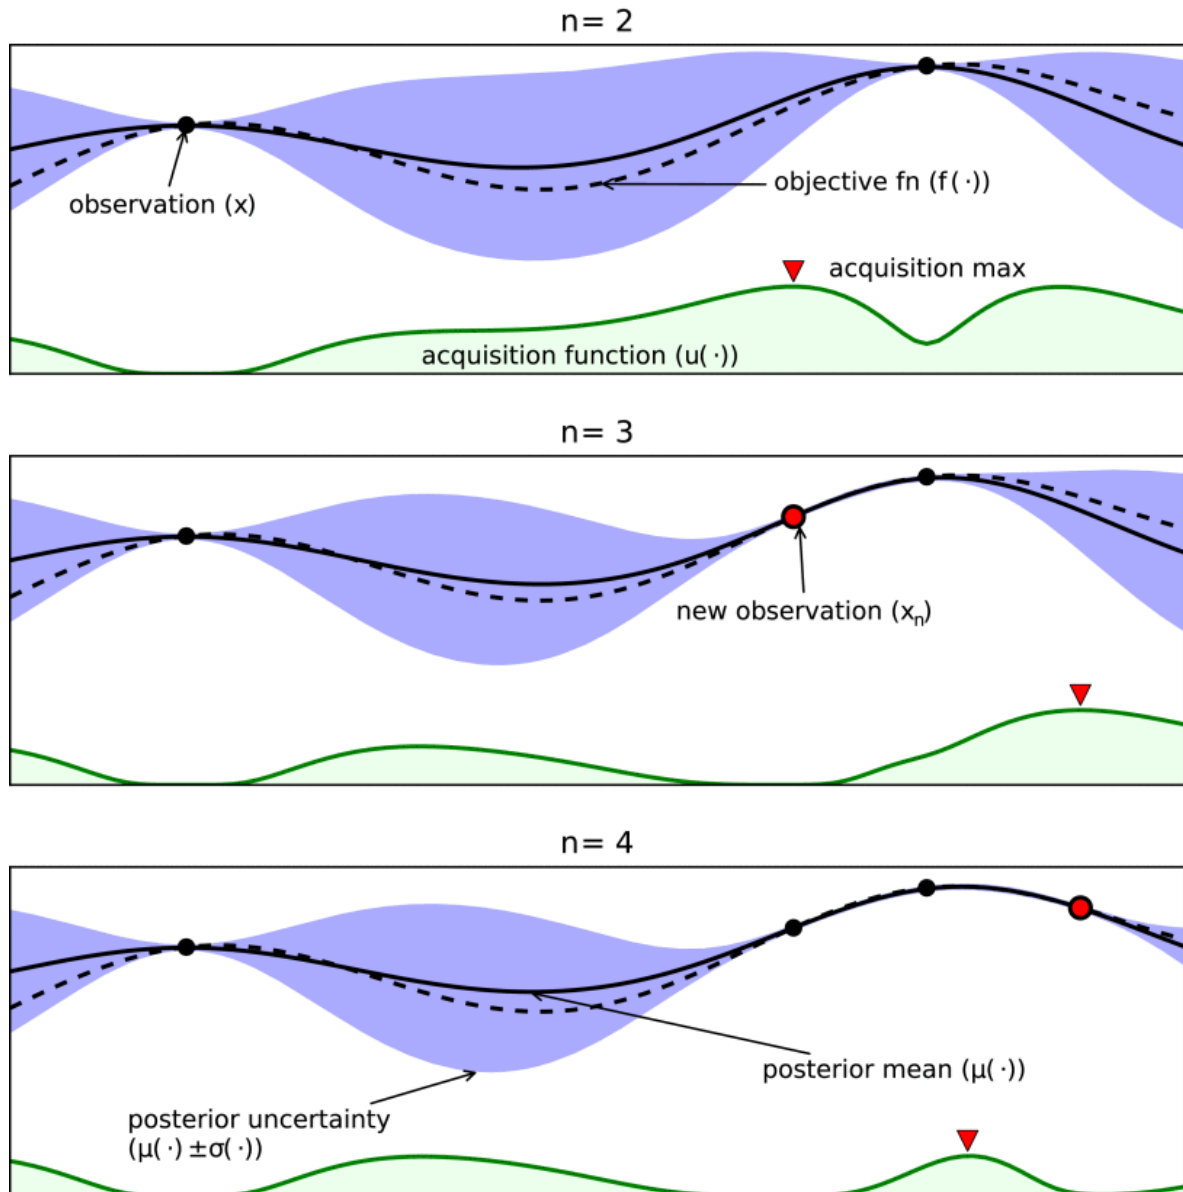 n= 2
observation (x)
objective fn (f(·))
acquisition max
acquisition function (u(·))
n= 3
new observation (xₙ)
n= 4
posterior mean (μ(·))
posterior uncertainty
(μ(·) ±σ(·))